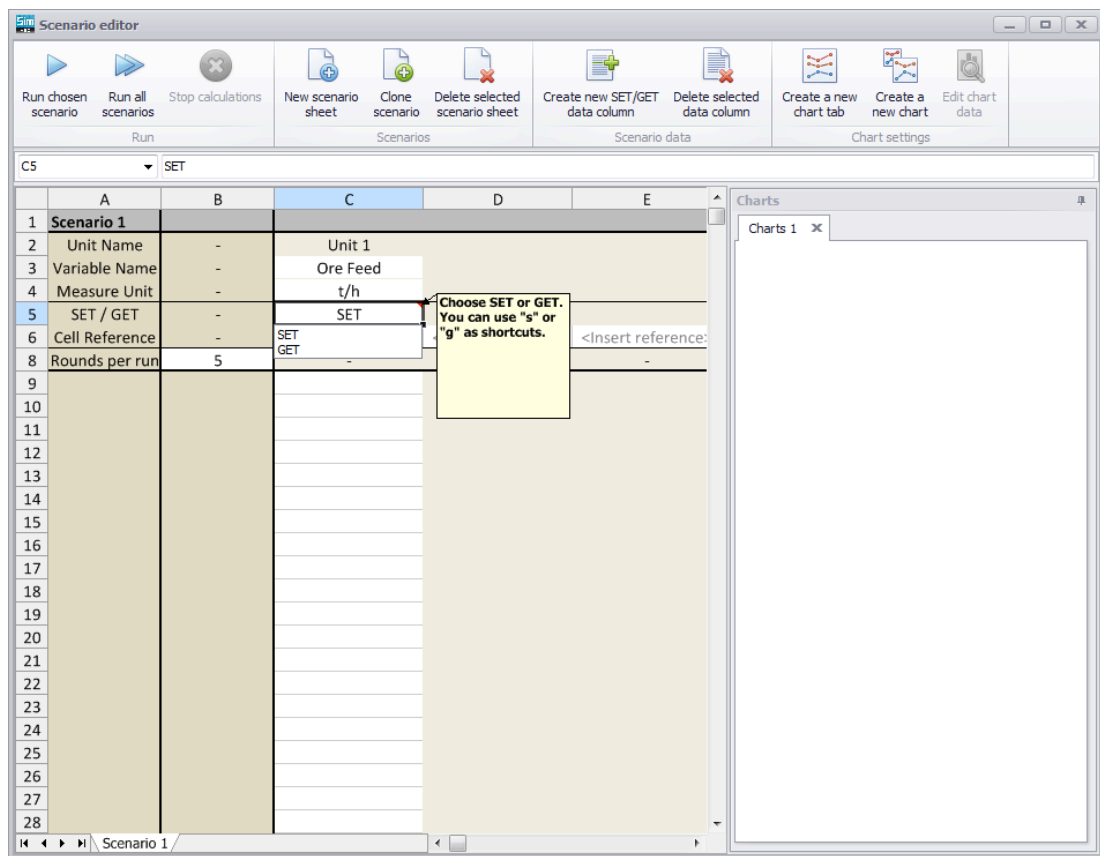 Sim Scenario editor
Run chosen scenario
Run all scenarios
Stop calculations
New scenario sheet
Clone scenario
Delete selected scenario sheet
Create new SET/GET data column
Delete selected data column
Create a new chart tab
Create a new chart
Edit chart data
Run
Scenarios
Scenario data
Chart settings
C5 SET
A B C D E
1 Scenario 1
2 Unit Name - Unit 1
3 Variable Name - Ore Feed
4 Measure Unit - t/h
5 SET / GET - SET
6 Cell Reference - <Insert reference
8 Rounds per run 5 - -
SET
GET
Choose SET or GET.
You can use "s" or
"g" as shortcuts.
9
10
11
12
13
14
15
16
17
18
19
20
21
22
23
24
25
26
27
28
Scenario 1
Charts
Charts 1